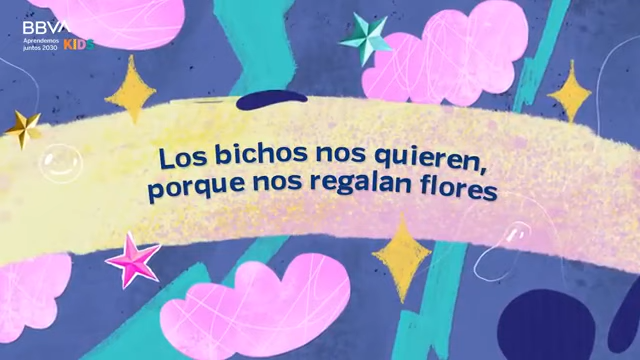 BBVA
Aprendemos
juntos 2030 KIDS
Los bichos nos quieren,
porque nos regalan flores